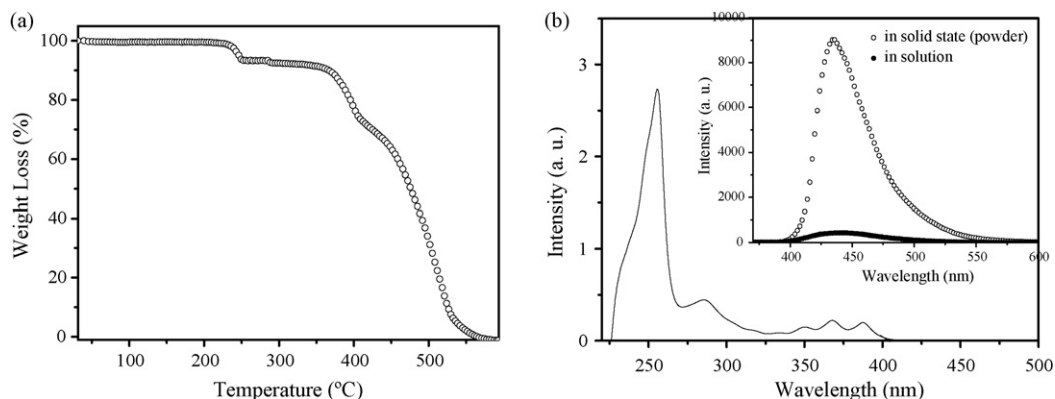 (a)
100
80
60
40
20
0
Weight Loss (%)
100 200 300 400 500
Temperature (ºC)
(b)
3
2
1
0
Intensity (a. u.)
250 300 350 400 450 500
Wavelength (nm)
10000
8000
6000
4000
2000
0
Intensity (a. u.)
400 450 500 550 600
Wavelength (nm)
in solid state (powder)
in solution